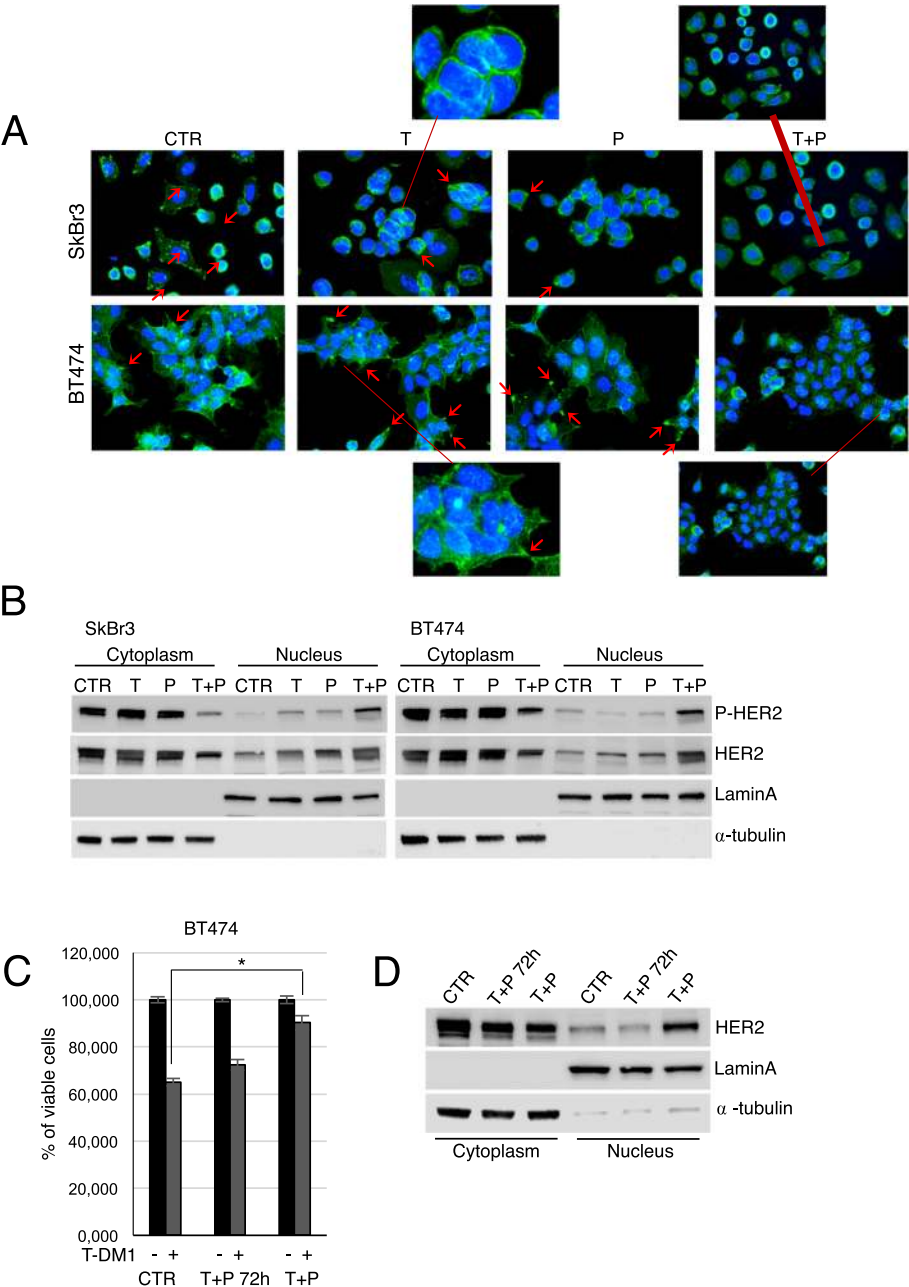 A
CTR T P T+P
SkBr3
BT474
B
SkBr3 BT474
Cytoplasm Nucleus Cytoplasm Nucleus
CTR T P T+P CTR T P T+P CTR T P T+P CTR T P T+P
P-HER2
HER2
LaminA
α-tubulin
C
BT474
% of viable cells
120,000
*
100,000
80,000
60,000
40,000
20,000
0,000
T-DM1 - + - + - +
CTR T+P 72h T+P
D
CTR T+P 72h T+P CTR T+P 72h T+P
HER2
LaminA
α -tubulin
Cytoplasm Nucleus